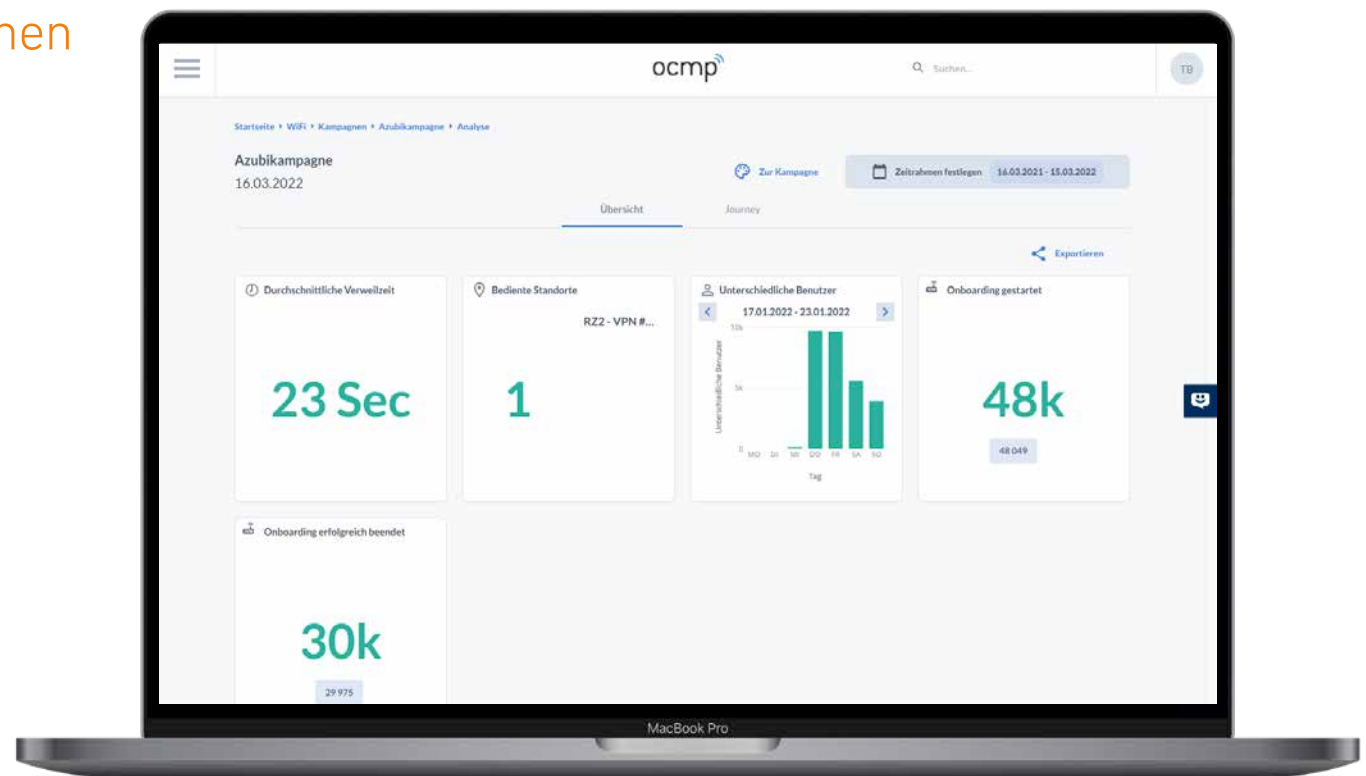 nen
ocmp
Suchen...
TB
Startseite › WiFi › Kampagnen › Azubikampagne › Analyse
Azubikampagne
16.03.2022
Zur Kampagne
Zeitrahmen festlegen 16.03.2021 - 15.03.2022
Übersicht Journey
Exportieren
Durchschnittliche Verweilzeit
23 Sec
Bediente Standorte
RZ2 - VPN #...
1
Unterschiedliche Benutzer
17.01.2022 - 23.01.2022
Unterschiedliche Benutzer
10k
5k
0
MO DI MI DO FR SA SO
Tag
Onboarding gestartet
48k
48 049
Onboarding erfolgreich beendet
30k
29 975
MacBook Pro